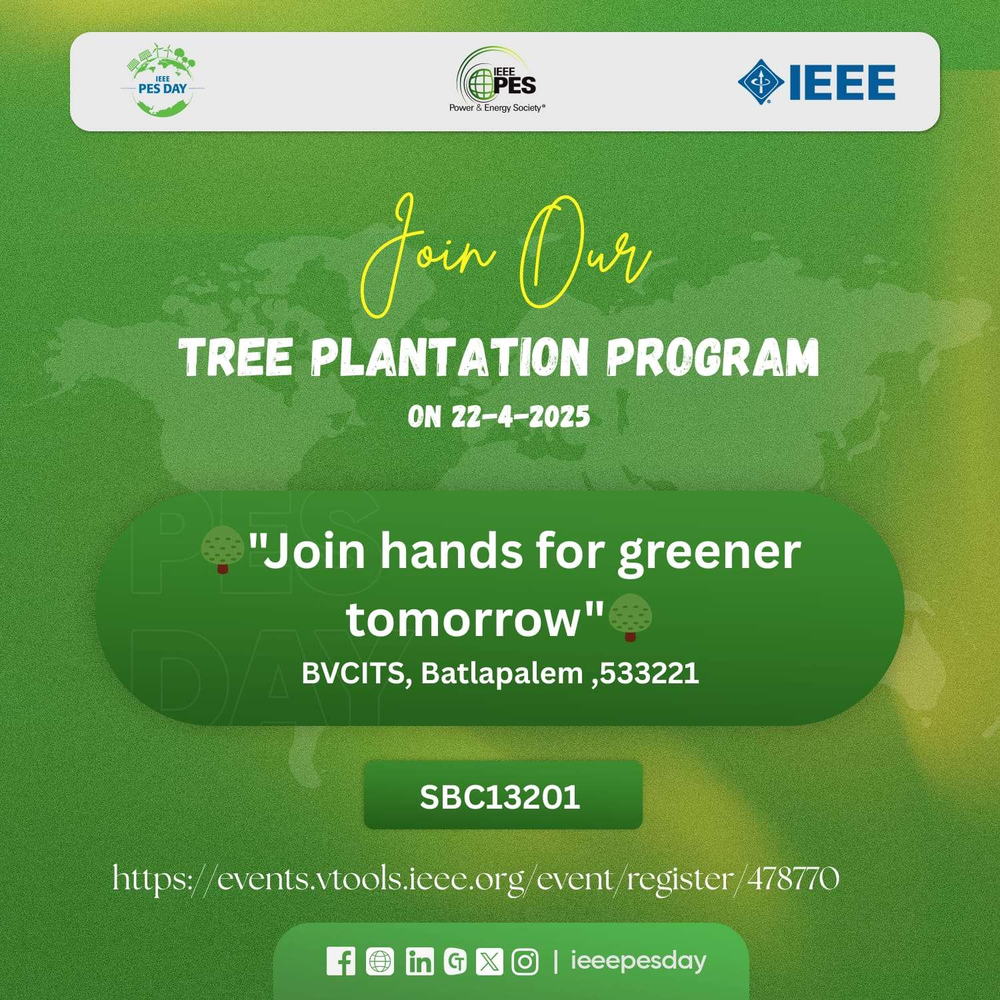 IEEE
PES DAY
IEEE
PES
Power & Energy Society®
IEEE
Join Our
TREE PLANTATION PROGRAM
ON 22-4-2025
PES
DAY
"Join hands for greener
tomorrow"
BVCITS, Batlapalem ,533221
SBC13201
https://events.vtools.ieee.org/event/register/478770
| ieeepesday